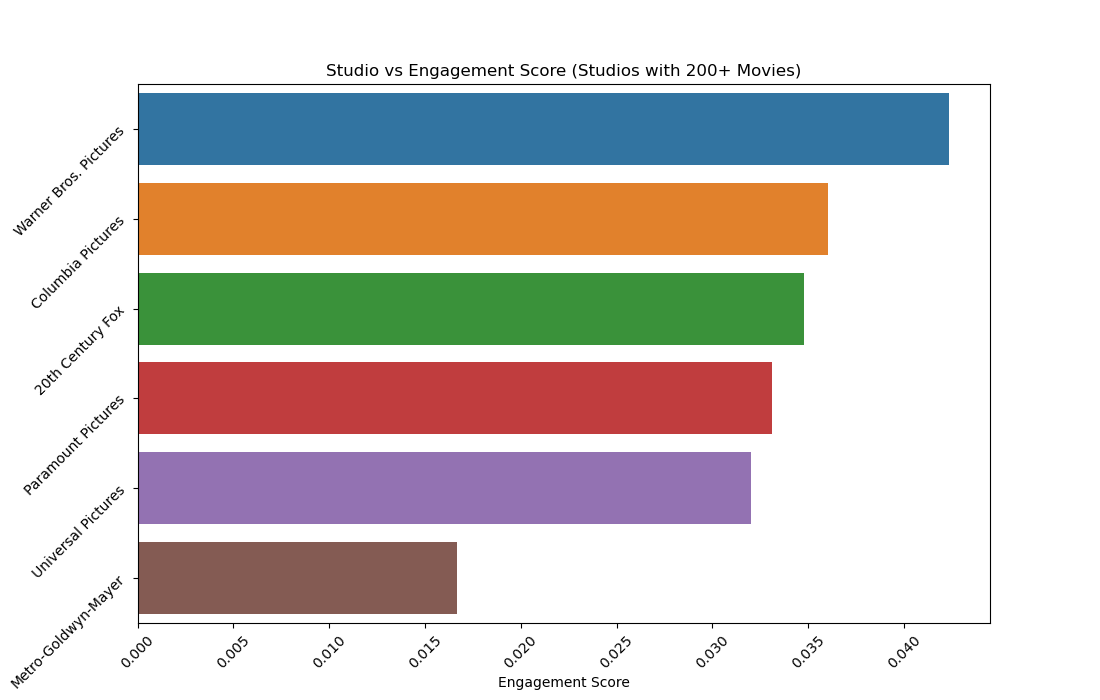 Studio vs Engagement Score (Studios with 200+ Movies)
Warner Bros. Pictures
Columbia Pictures
20th Century Fox
Paramount Pictures
Universal Pictures
Metro-Goldwyn-Mayer
0.000
0.005
0.010
0.015
0.020
0.025
0.030
0.035
0.040
Engagement Score